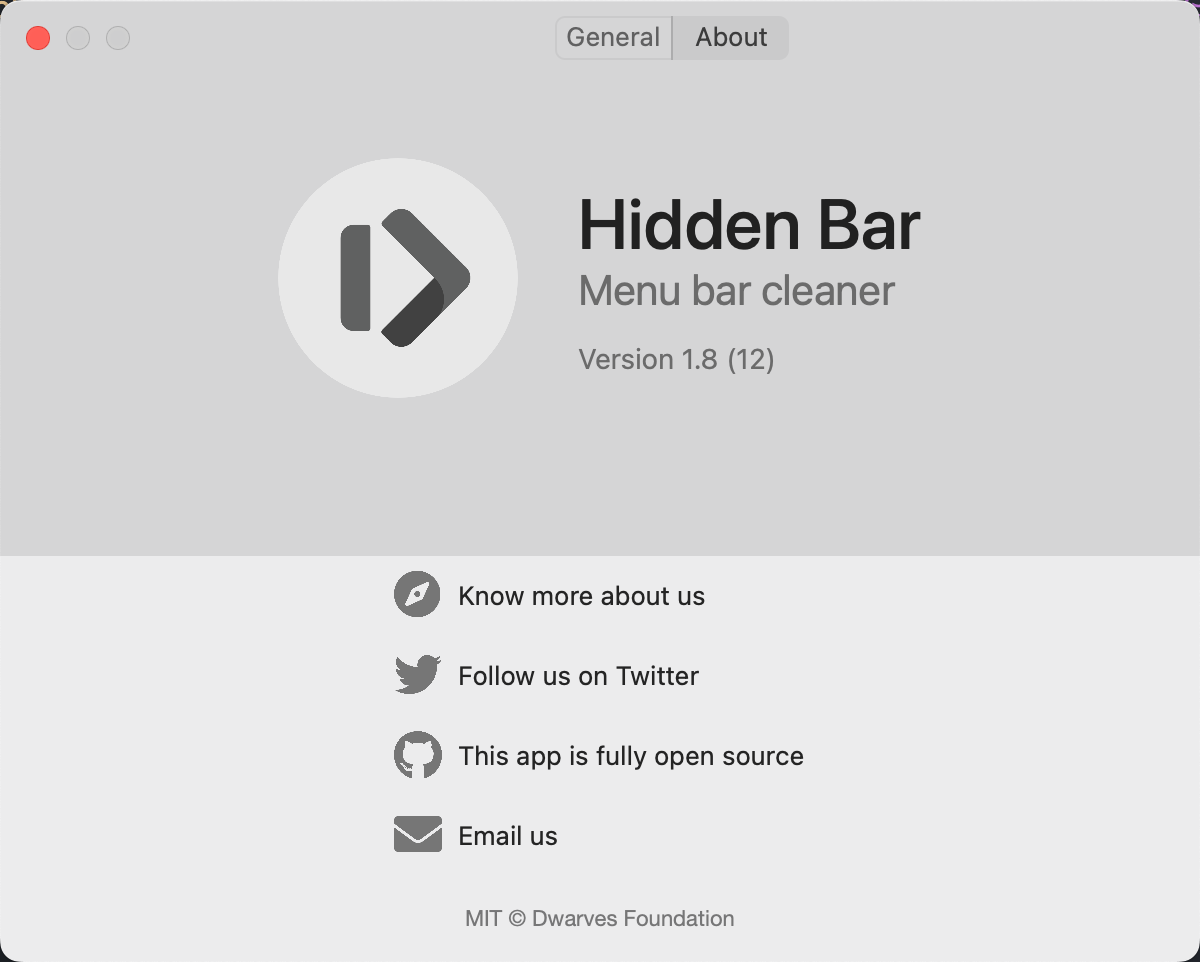 General
About
Hidden Bar
Menu bar cleaner
Version 1.8 (12)
Know more about us
Follow us on Twitter
This app is fully open source
Email us
MIT © Dwarves Foundation